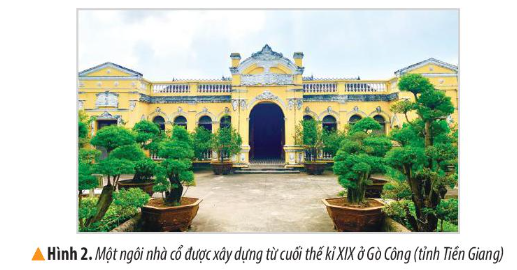 ▲ Hình 2. Một ngôi nhà cổ được xây dựng từ cuối thế kỉ XIX ở Gò Công (tỉnh Tiền Giang)